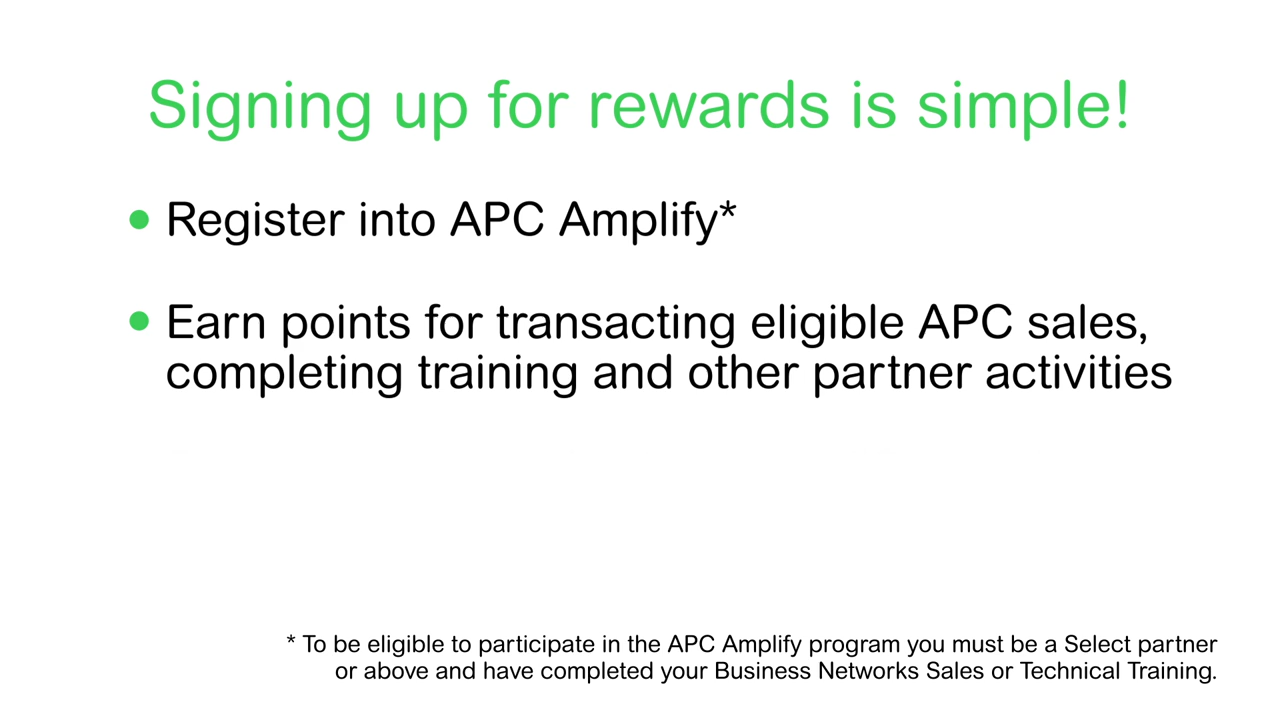 Signing up for rewards is simple!
• Register into APC Amplify*
• Earn points for transacting eligible APC sales,
completing training and other partner activities
* To be eligible to participate in the APC Amplify program you must be a Select partner
or above and have completed your Business Networks Sales or Technical Training.